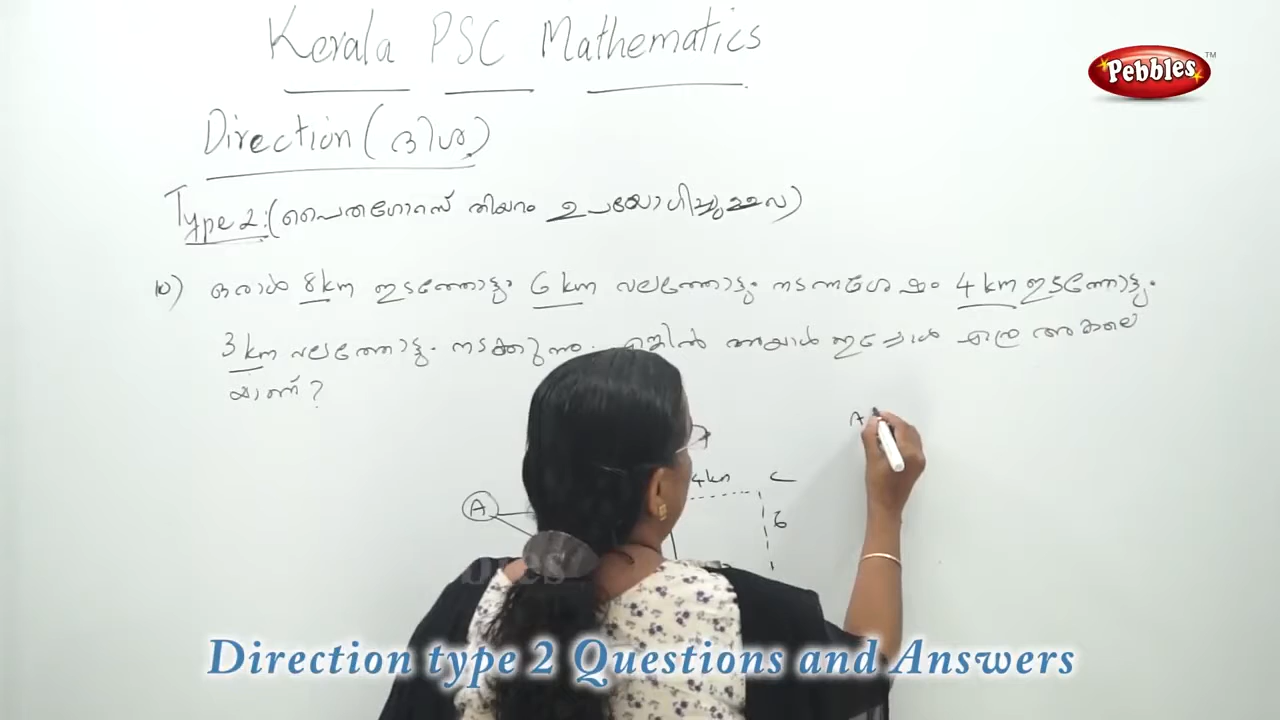 Kerala PSC Mathematics
Pebbles TM
Direction (ദിശ)
Type 2: (പൈതഗോറസ് തിയറം ഉപയോഗിച്ചുള്ളവ)
10) ഒരാൾ 8km ഇടത്തോട്ടും 6 km വലത്തോട്ടും നടന്നശേഷം 4 km ഇടത്തോട്ടും
3 km വലത്തോട്ടും നടക്കുന്നു. എങ്കിൽ അയാൾ ഇപ്പോൾ എത്ര അകലെ
യാണ്?
A
4km C
6
A
Direction type 2 Questions and Answers